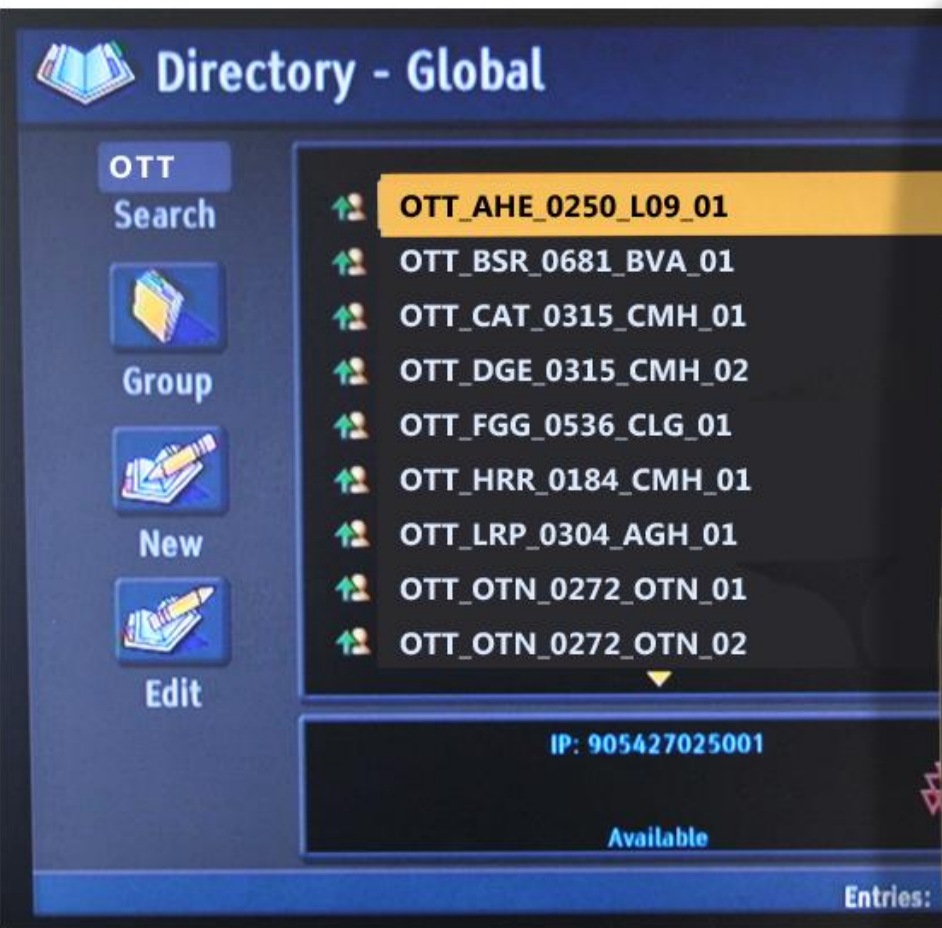 Directory - Global
OTT
Search
Group
New
Edit
OTT_AHE_0250_L09_01
OTT_BSR_0681_BVA_01
OTT_CAT_0315_CMH_01
OTT_DGE_0315_CMH_02
OTT_FGG_0536_CLG_01
OTT_HRR_0184_CMH_01
OTT_LRP_0304_AGH_01
OTT_OTN_0272_OTN_01
OTT_OTN_0272_OTN_02
IP: 905427025001
Available
Entries: